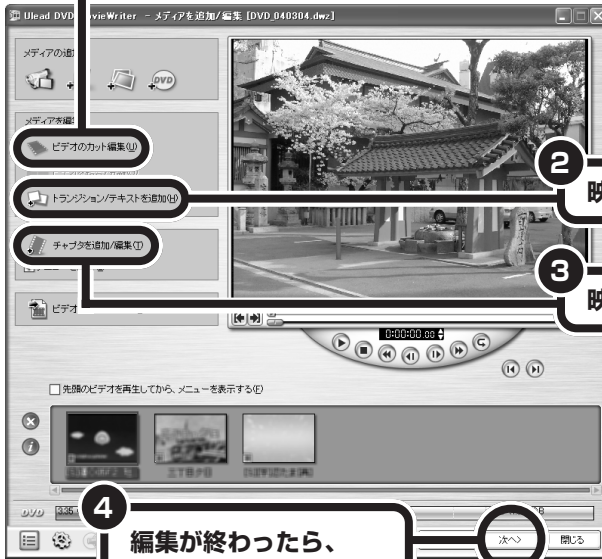 Ulead DVD MovieWriter - メディアを追加/編集 [DVD_040304.dwz]
メディアの追加
DVD
メディアを編集
ビデオのカット編集(U)
トランジション/テキストを追加(H)
チャプタを追加/編集(T)
ビデオ
2
映
3
映
0:00:00.00
先頭のビデオを再生してから、メニューを表示する(F)
三丁目夕日
DVD
4
編集が終わったら、
次へ>
閉じる